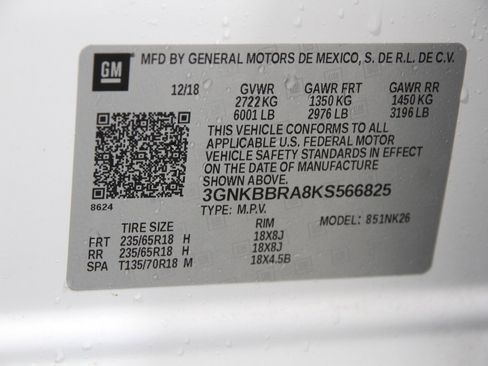 GM
MFD BY GENERAL MOTORS DE MEXICO, S. DE R.L. DE C.V.
12/18 GVWR GAWR FRT GAWR RR
2722 KG 1350 KG 1450 KG
6001 LB 2976 LB 3196 LB
THIS VEHICLE CONFORMS TO ALL
APPLICABLE U.S. FEDERAL MOTOR
VEHICLE SAFETY STANDARDS IN EFFECT
ON THE DATE OF MANUFACTURE
SHOWN ABOVE.
8624
3GNKBBRA8KS566825
TYPE: M.P.V. MODEL: 851NK26
TIRE SIZE RIM
FRT 235/65R18 H 18X8J
RR 235/65R18 H 18X8J
SPA T135/70R18 M 18X4.5B